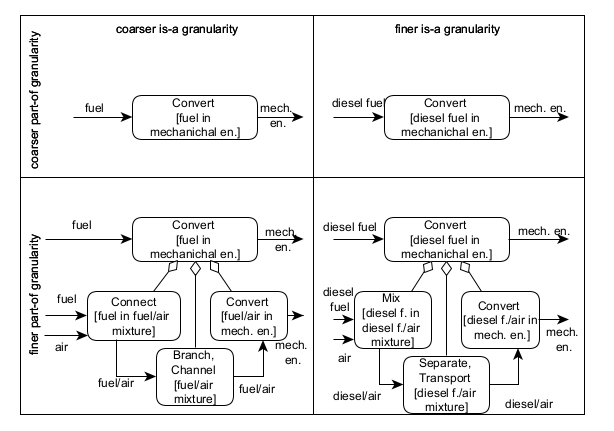 coarser is-a granularity
finer is-a granularity
coarser part-of granularity
fuel
Convert
[fuel in
mechanichal en.]
mech.
en.
diesel fuel
Convert
[diesel fuel in
mechanichal en.]
mech. en.
finer part-of granularity
fuel
Convert
[fuel in
mechanichal en.]
mech.
en.
fuel
air
Connect
[fuel in fuel/air
mixture]
Convert
[fuel/air in
mech. en.]
mech.
en.
Branch,
Channel
[fuel/air
mixture]
fuel/air
fuel/air
diesel fuel
Convert
[diesel fuel in
mechanichal en.]
mech. en.
diesel
fuel
air
Mix
[diesel f. in
diesel f./air
mixture]
Convert
[diesel f./air in
mech. en.]
mech.
en.
Separate,
Transport
[diesel f./air
mixture]
diesel/air
diesel/air